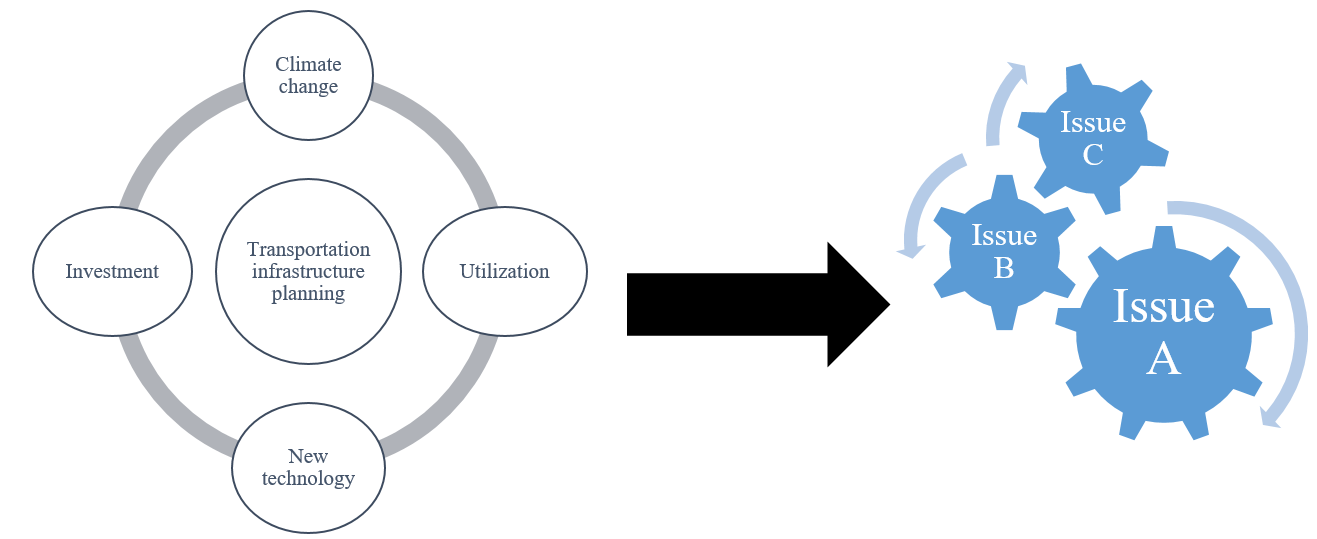 Climate
change
Investment
Transportation
infrastructure
planning
Utilization
New
technology
Issue
C
Issue
B
Issue
A